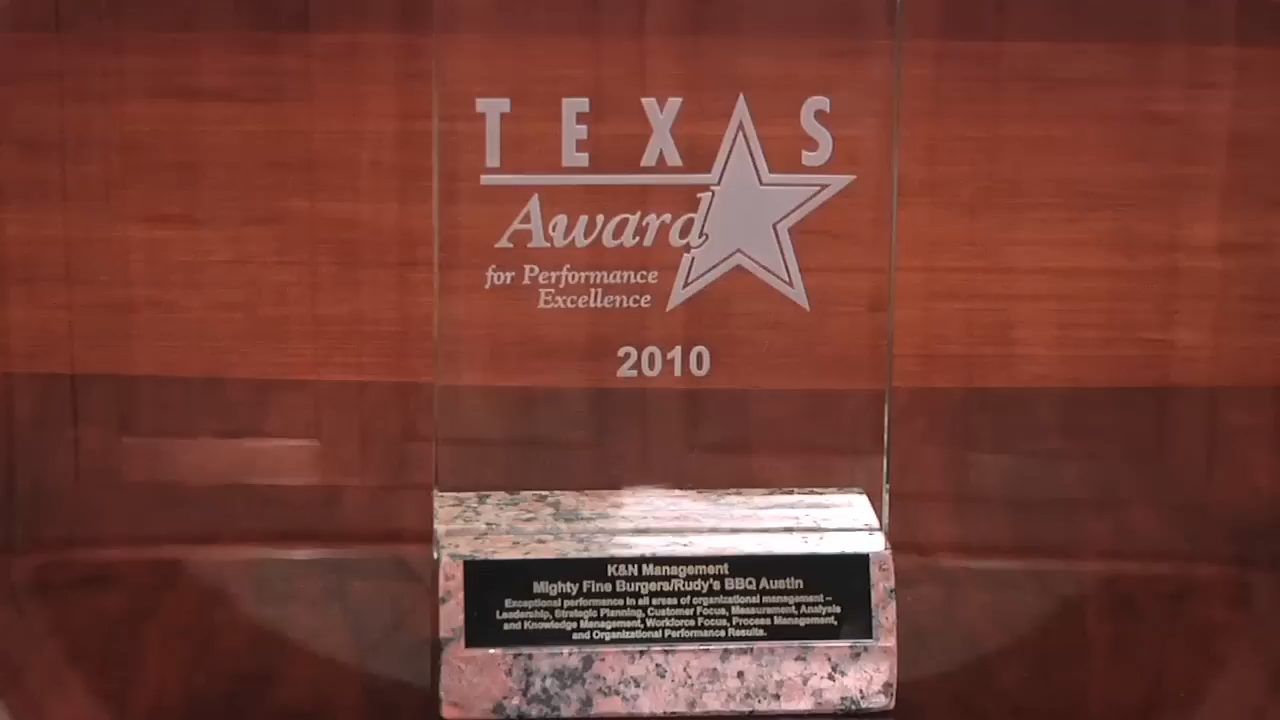 TEXAS
Award
for Performance
Excellence
2010
K&N Management
Mighty Fine Burgers/Rudy's BBQ Austin
Exceptional performance in all areas of organizational management –
Leadership, Strategic Planning, Customer Focus, Measurement, Analysis
and Knowledge Management, Workforce Focus, Process Management,
and Organizational Performance Results.